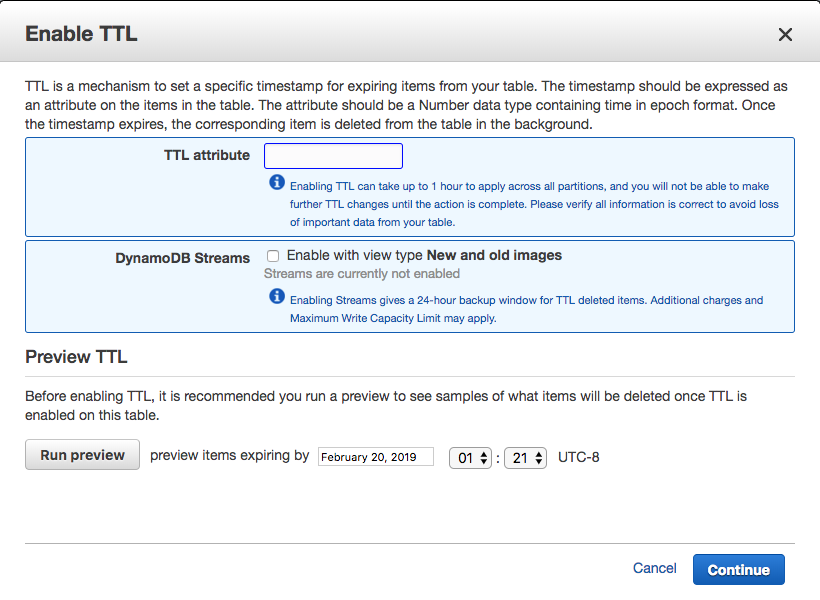 Enable TTL
TTL is a mechanism to set a specific timestamp for expiring items from your table. The timestamp should be expressed as
an attribute on the items in the table. The attribute should be a Number data type containing time in epoch format. Once
the timestamp expires, the corresponding item is deleted from the table in the background.
TTL attribute
Enabling TTL can take up to 1 hour to apply across all partitions, and you will not be able to make
further TTL changes until the action is complete. Please verify all information is correct to avoid loss
of important data from your table.
DynamoDB Streams Enable with view type New and old images
Streams are currently not enabled
Enabling Streams gives a 24-hour backup window for TTL deleted items. Additional charges and
Maximum Write Capacity Limit may apply.
Preview TTL
Before enabling TTL, it is recommended you run a preview to see samples of what items will be deleted once TTL is
enabled on this table.
Run preview preview items expiring by February 20, 2019 01 : 21 UTC-8
Cancel Continue